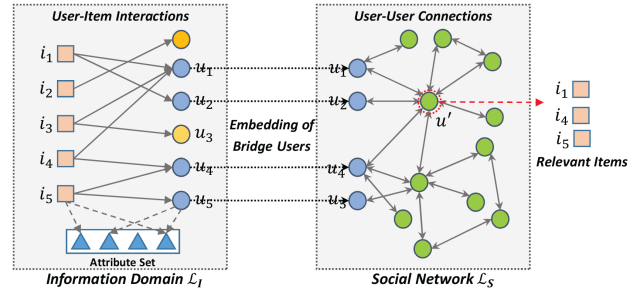 User-Item Interactions
i1
i2
i3
i4
i5
u1
u2
u3
u4
u5
Attribute Set
Information Domain ℒI
Embedding of
Bridge Users
User-User Connections
u1
u2
u4
u3
u'
Social Network ℒS
i1
i4
i5
Relevant Items